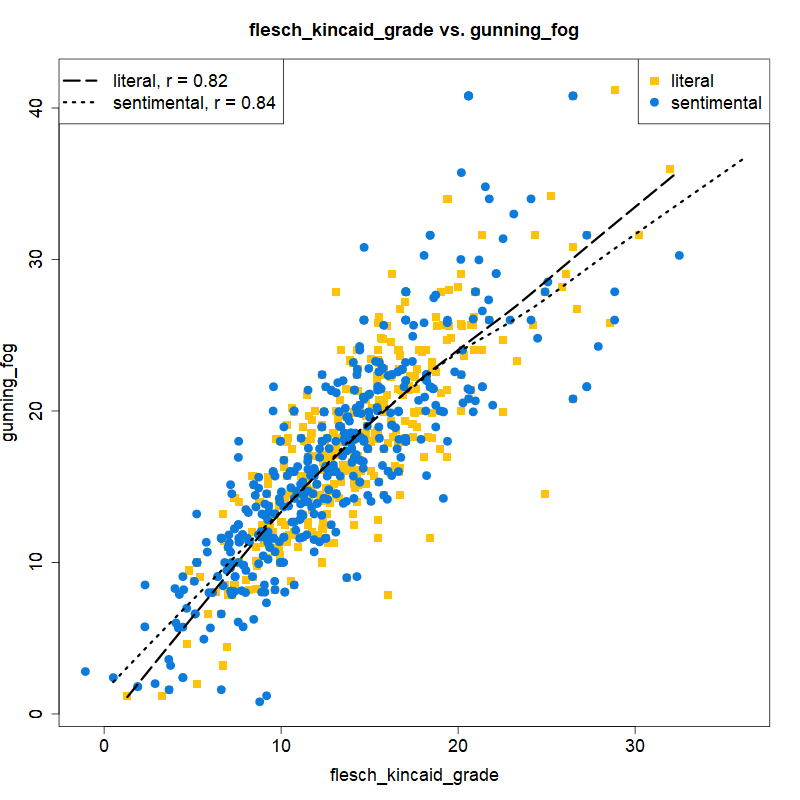 flesch_kincaid_grade vs. gunning_fog
literal, r = 0.82
sentimental, r = 0.84
literal
sentimental
gunning_fog
40
30
20
10
0
0 10 20 30
flesch_kincaid_grade